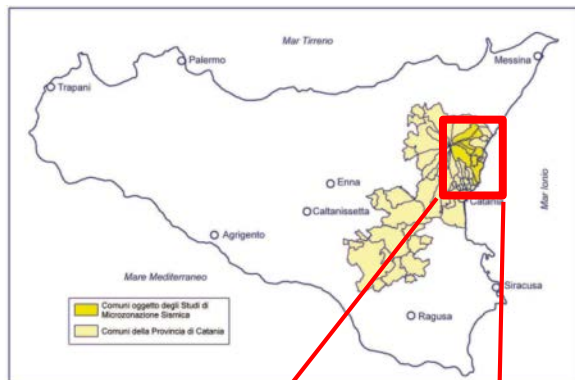 Mar Tirreno
Messina
Palermo
Trapani
Enna
Caltanissetta
Catania
Mar Ionio
Agrigento
Mare Mediterraneo
Siracusa
Ragusa
Comuni oggetto degli Studi di
Microzonazione Sismica
Comuni della Provincia di Catania